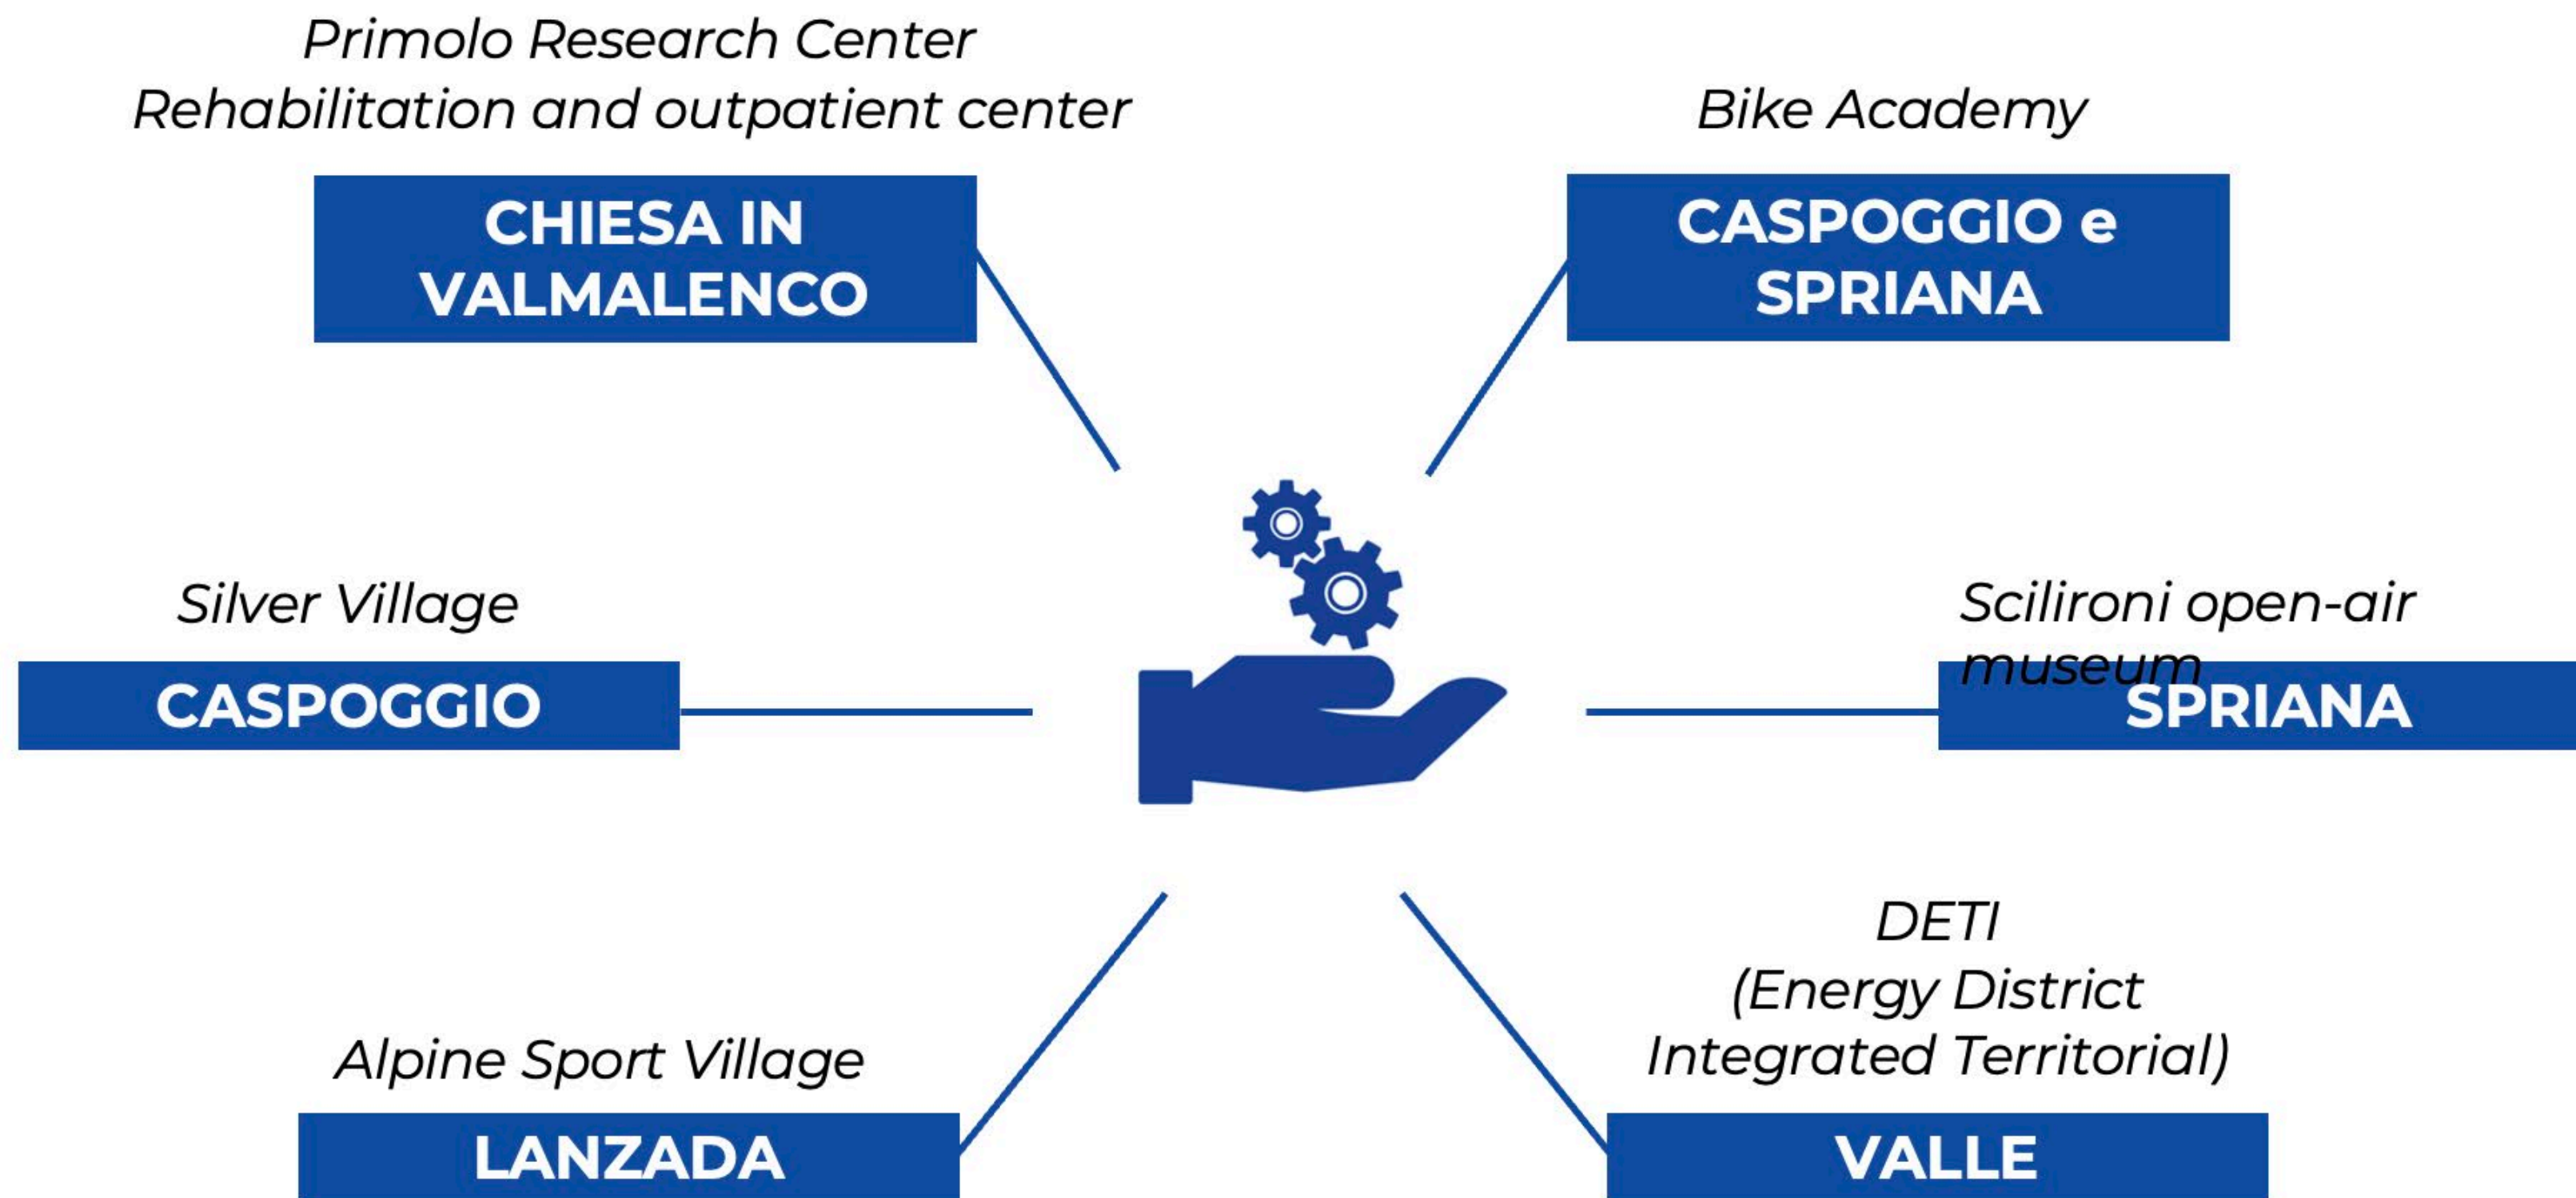 Primolo Research Center
Rehabilitation and outpatient center
CHIESA IN
VALMALENCO
Bike Academy
CASPOGGIO e
SPRIANA
Silver Village
CASPOGGIO
Scilironi open-air
museum
SPRIANA
Alpine Sport Village
LANZADA
DETI
(Energy District
Integrated Territorial)
VALLE